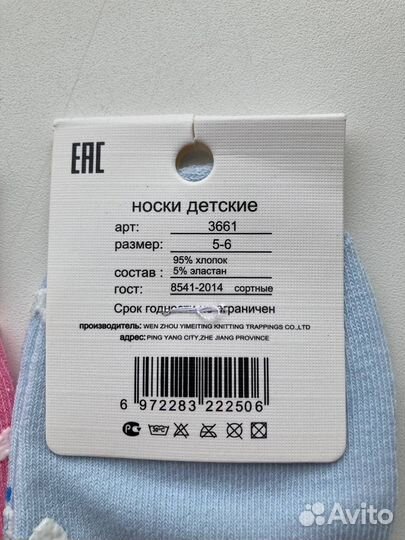 EAC
НОСКИ ДЕТСКИЕ
арт: 3661
размер: 5-6
95% хлопок
состав : 5% эластан
гост: 8541-2014 сортные
Срок годности ограничен
производитель: WEN ZHOU YIMEITING KNITTING TRAPPINGS CO.,LTD
адрес: PING YANG CITY,ZHE JIANG PROVINCE
6 972283 222506
Avito